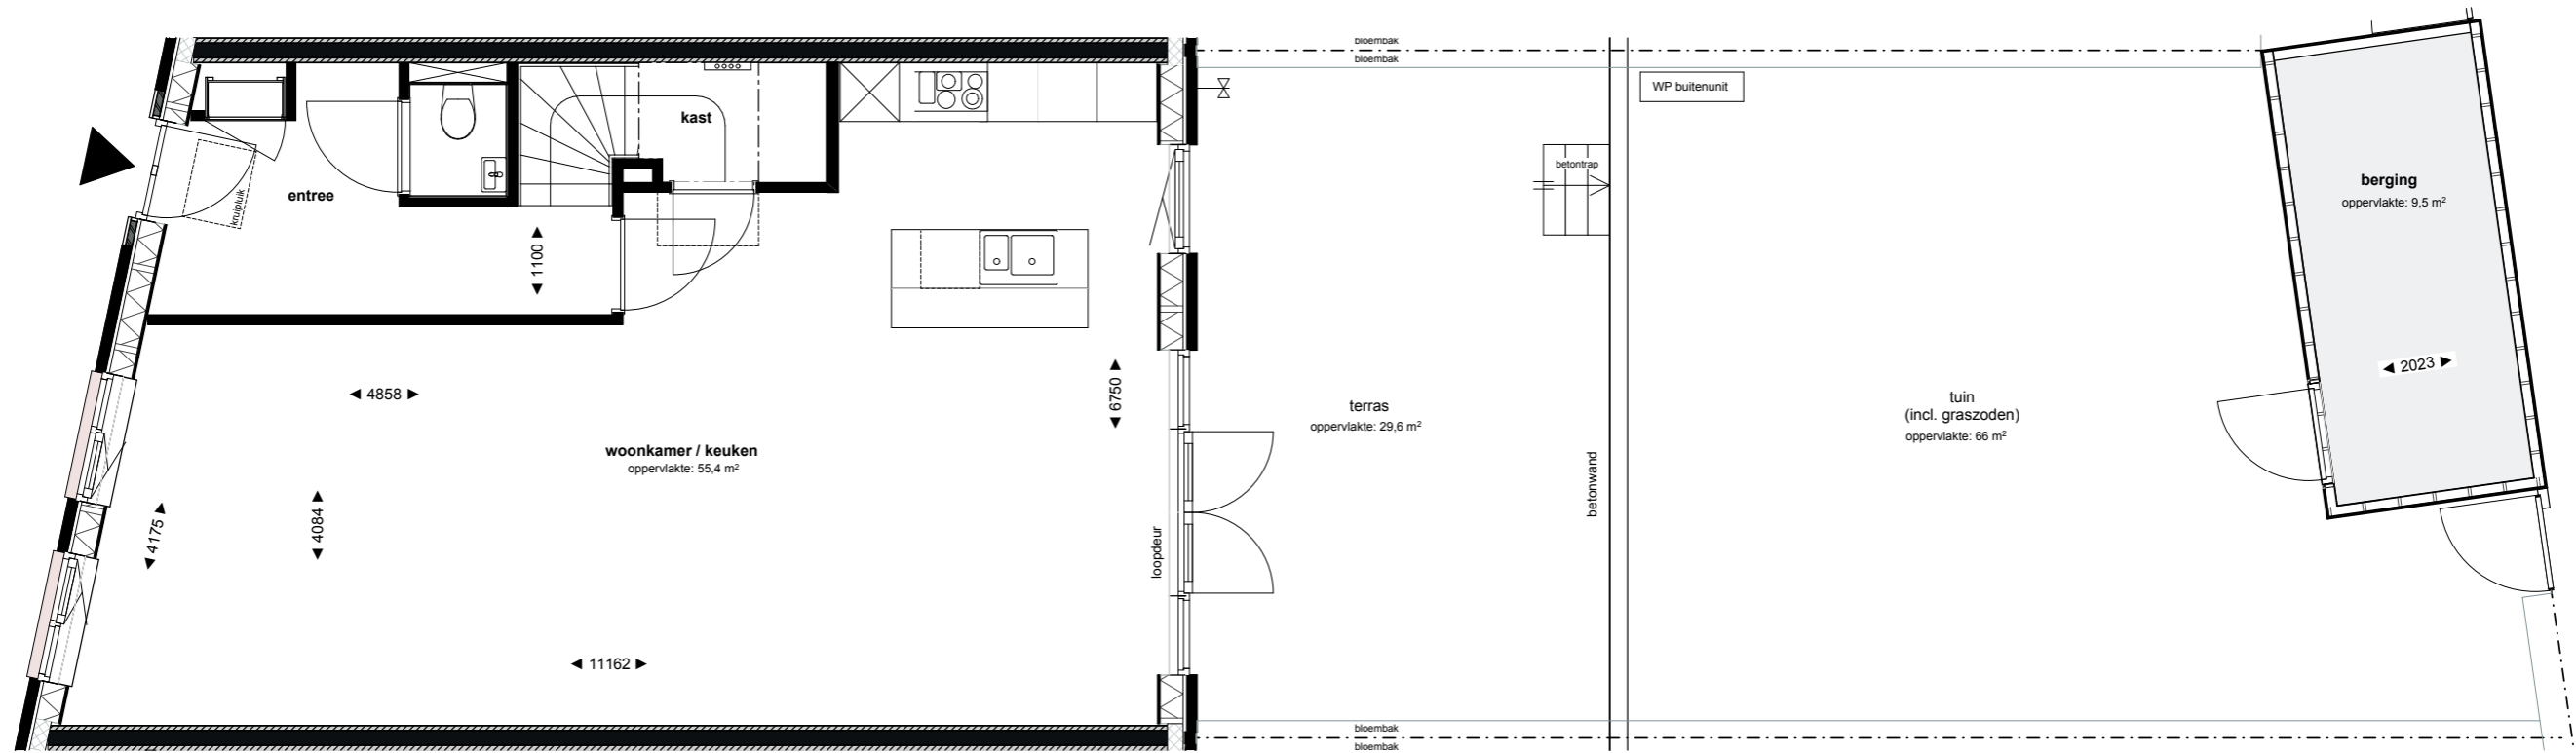 bloembak
bloembak
WP buitenunit
kast
betontrap
berging
oppervlakte: 9,5 m²
entree
kruipluik
1100
2023
4858
6750
terras
oppervlakte: 29,6 m²
tuin
(incl. graszoden)
oppervlakte: 66 m²
woonkamer / keuken
oppervlakte: 55,4 m²
betonwand
4175
4084
loopdeur
11162
bloembak
bloembak